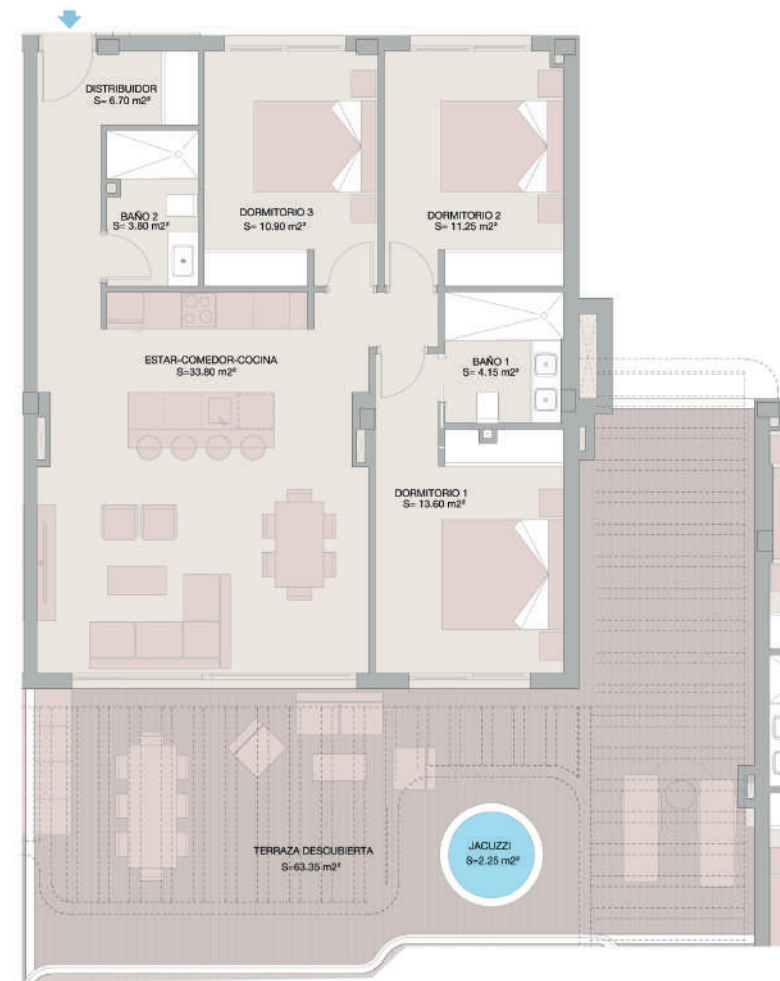 DISTRIBUIDOR
S= 6.70 m2²
BAÑO 2
S= 3.80 m2²
DORMITORIO 3
S= 10.90 m2²
DORMITORIO 2
S= 11.25 m2²
ESTAR-COMEDOR-COCINA
S=33.80 m2²
BAÑO 1
S= 4.15 m2²
DORMITORIO 1
S= 13.60 m2²
TERRAZA DESCUBIERTA
S=63.35 m2²
JACUZZI
S=2.25 m2²